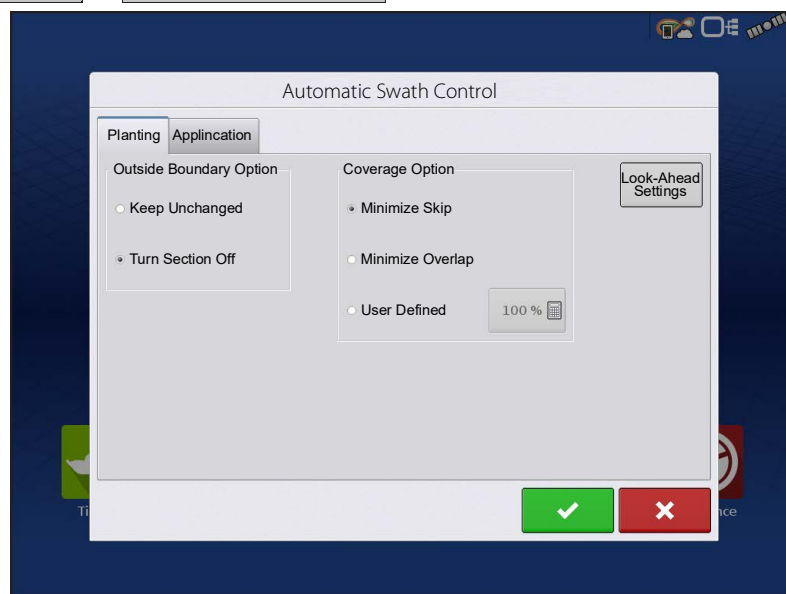 Automatic Swath Control
Planting
Applincation
Outside Boundary Option
Keep Unchanged
Turn Section Off
Coverage Option
Minimize Skip
Minimize Overlap
User Defined
100 %
Look-Ahead
Settings
Ti
nce